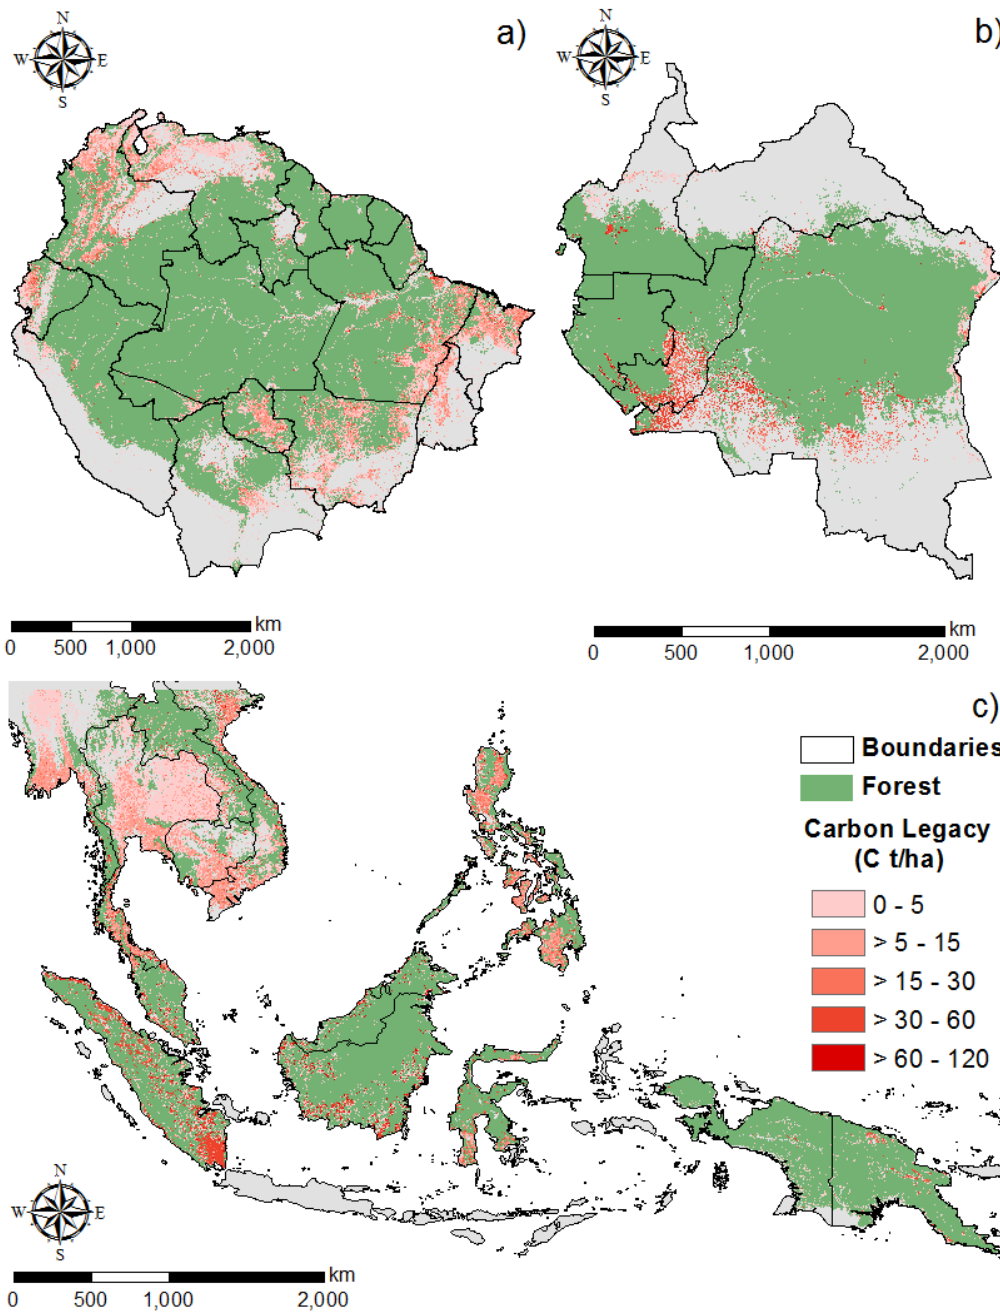 N
W E
S
a)
N
W E
S
b)
km
0 500 1,000 2,000
km
0 500 1,000 2,000
c)
Boundaries
Forest
Carbon Legacy
(C t/ha)
0 - 5
> 5 - 15
> 15 - 30
> 30 - 60
> 60 - 120
N
W E
S
km
0 500 1,000 2,000